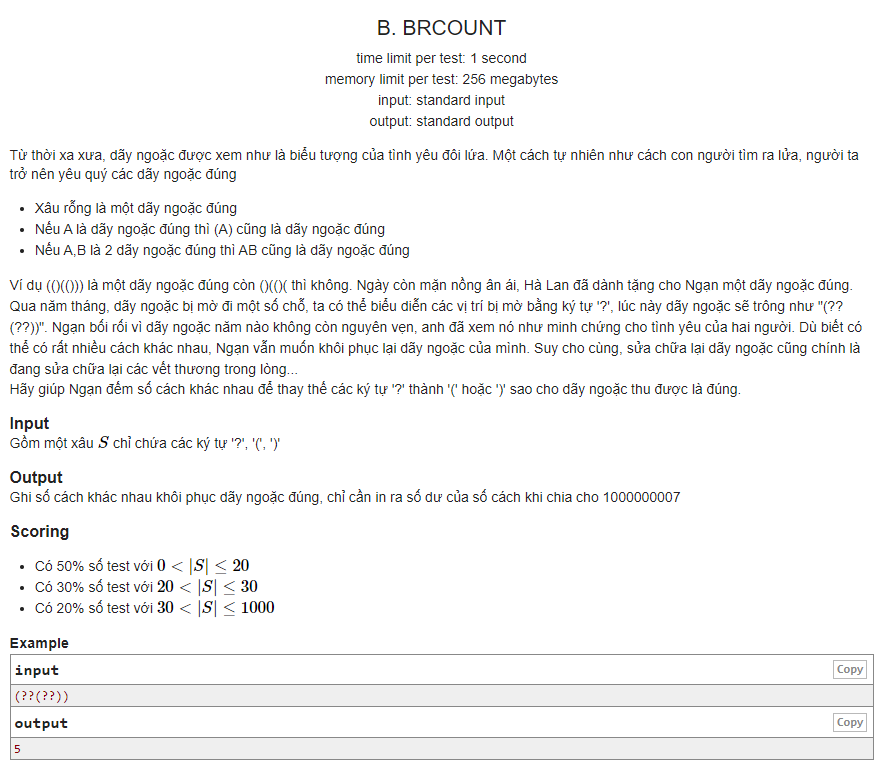 B. BRCOUNT
time limit per test: 1 second
memory limit per test: 256 megabytes
input: standard input
output: standard output
Từ thời xa xưa, dãy ngoặc được xem như là biểu tượng của tình yêu đôi lứa. Một cách tự nhiên như cách con người tìm ra lửa, người ta
trở nên yêu quý các dãy ngoặc đúng
• Xâu rỗng là một dãy ngoặc đúng
• Nếu A là dãy ngoặc đúng thì (A) cũng là dãy ngoặc đúng
• Nếu A,B là 2 dãy ngoặc đúng thì AB cũng là dãy ngoặc đúng
Ví dụ (()(())) là một dãy ngoặc đúng còn ()(()( thì không. Ngày còn mặn nồng ân ái, Hà Lan đã dành tặng cho Ngạn một dãy ngoặc đúng.
Qua năm tháng, dãy ngoặc bị mờ đi một số chỗ, ta có thể biểu diễn các vị trí bị mờ bằng ký tự '?', lúc này dãy ngoặc sẽ trông như "(??
(??))". Ngạn bối rối vì dãy ngoặc năm nào không còn nguyên vẹn, anh đã xem nó như minh chứng cho tình yêu của hai người. Dù biết có
thể có rất nhiều cách khác nhau, Ngạn vẫn muốn khôi phục lại dãy ngoặc của mình. Suy cho cùng, sửa chữa lại dãy ngoặc cũng chính là
đang sửa chữa lại các vết thương trong lòng...
Hãy giúp Ngạn đếm số cách khác nhau để thay thế các ký tự '?' thành '(' hoặc ')' sao cho dãy ngoặc thu được là đúng.
Input
Gồm một xâu S chỉ chứa các ký tự '?', '(', ')'
Output
Ghi số cách khác nhau khôi phục dãy ngoặc đúng, chỉ cần in ra số dư của số cách khi chia cho 1000000007
Scoring
• Có 50% số test với 0 < |S| ≤ 20
• Có 30% số test với 20 < |S| ≤ 30
• Có 20% số test với 30 < |S| ≤ 1000
Example
input Copy
(??(??))
output Copy
5